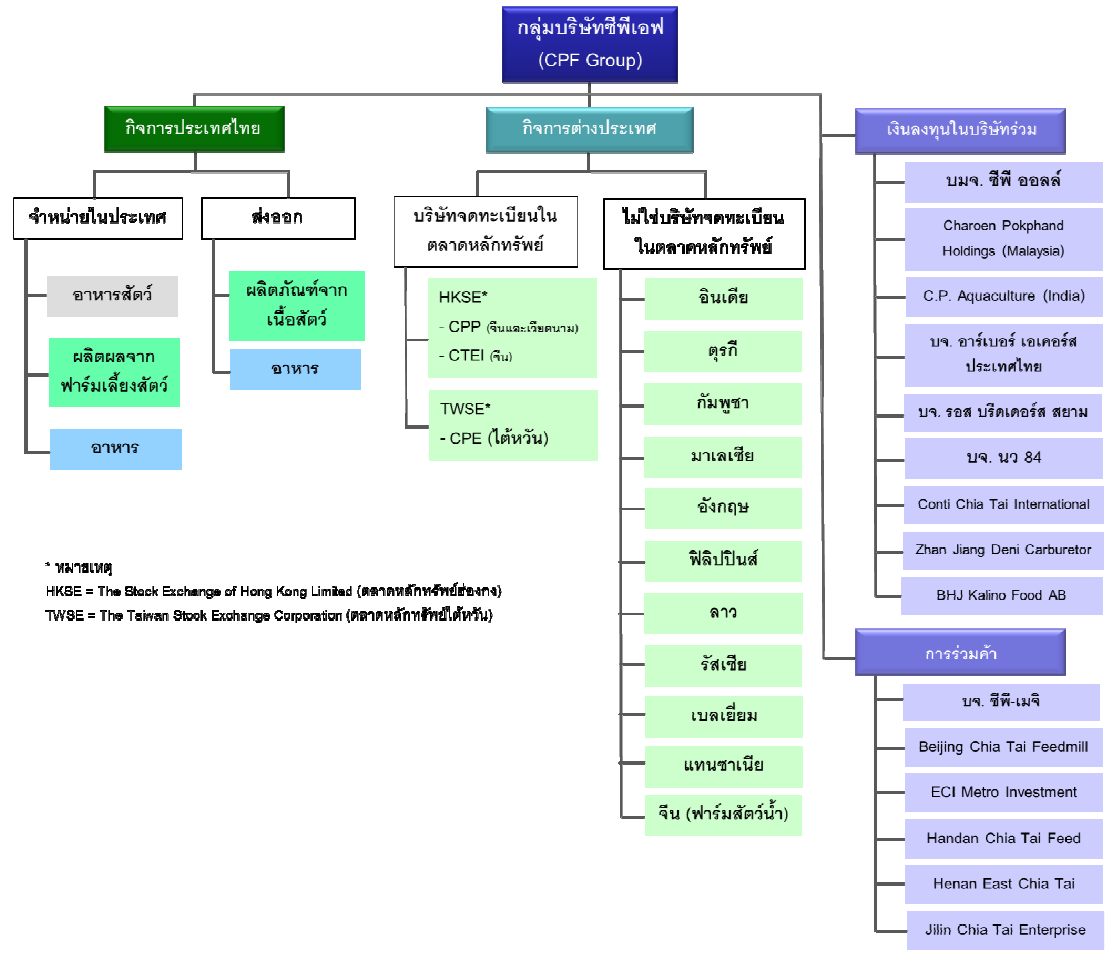 กลุ่มบริษัทซีพีเอฟ
(CPF Group)
กิจการประเทศไทย
จำหน่ายในประเทศ
อาหารสัตว์
ผลิตผลจาก
ฟาร์มเลี้ยงสัตว์
อาหาร
ส่งออก
ผลิตภัณฑ์จาก
เนื้อสัตว์
อาหาร
กิจการต่างประเทศ
บริษัทจดทะเบียนใน
ตลาดหลักทรัพย์
HKSE*
- CPP (จีนและเวียดนาม)
- CTEI (จีน)
TWSE*
- CPE (ไต้หวัน)
ไม่ใช่บริษัทจดทะเบียน
ในตลาดหลักทรัพย์
อินเดีย
ตุรกี
กัมพูชา
มาเลเซีย
อังกฤษ
ฟิลิปปินส์
ลาว
รัสเซีย
เบลเยี่ยม
แทนซาเนีย
จีน (ฟาร์มสัตว์น้ำ)
เงินลงทุนในบริษัทร่วม
บมจ. ซีพี ออลล์
Charoen Pokphand
Holdings (Malaysia)
C.P. Aquaculture (India)
บจ. อาร์เบอร์ เอเคอร์ส
ประเทศไทย
บจ. รอส บรีดเดอร์ส สยาม
บจ. นว 84
Conti Chia Tai International
Zhan Jiang Deni Carburetor
BHJ Kalino Food AB
การร่วมค้า
บจ. ซีพี-เมจิ
Beijing Chia Tai Feedmill
ECI Metro Investment
Handan Chia Tai Feed
Henan East Chia Tai
Jilin Chia Tai Enterprise
* หมายเหตุ
HKSE = The Stock Exchange of Hong Kong Limited (ตลาดหลักทรัพย์ฮ่องกง)
TWSE = The Taiwan Stock Exchange Corporation (ตลาดหลักทรัพย์ไต้หวัน)